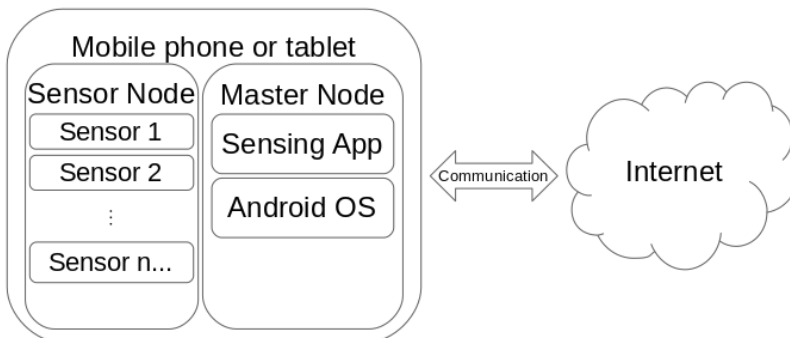 Mobile phone or tablet
Sensor Node
Sensor 1
Sensor 2
⋮
Sensor n...
Master Node
Sensing App
Android OS
Communication
Internet